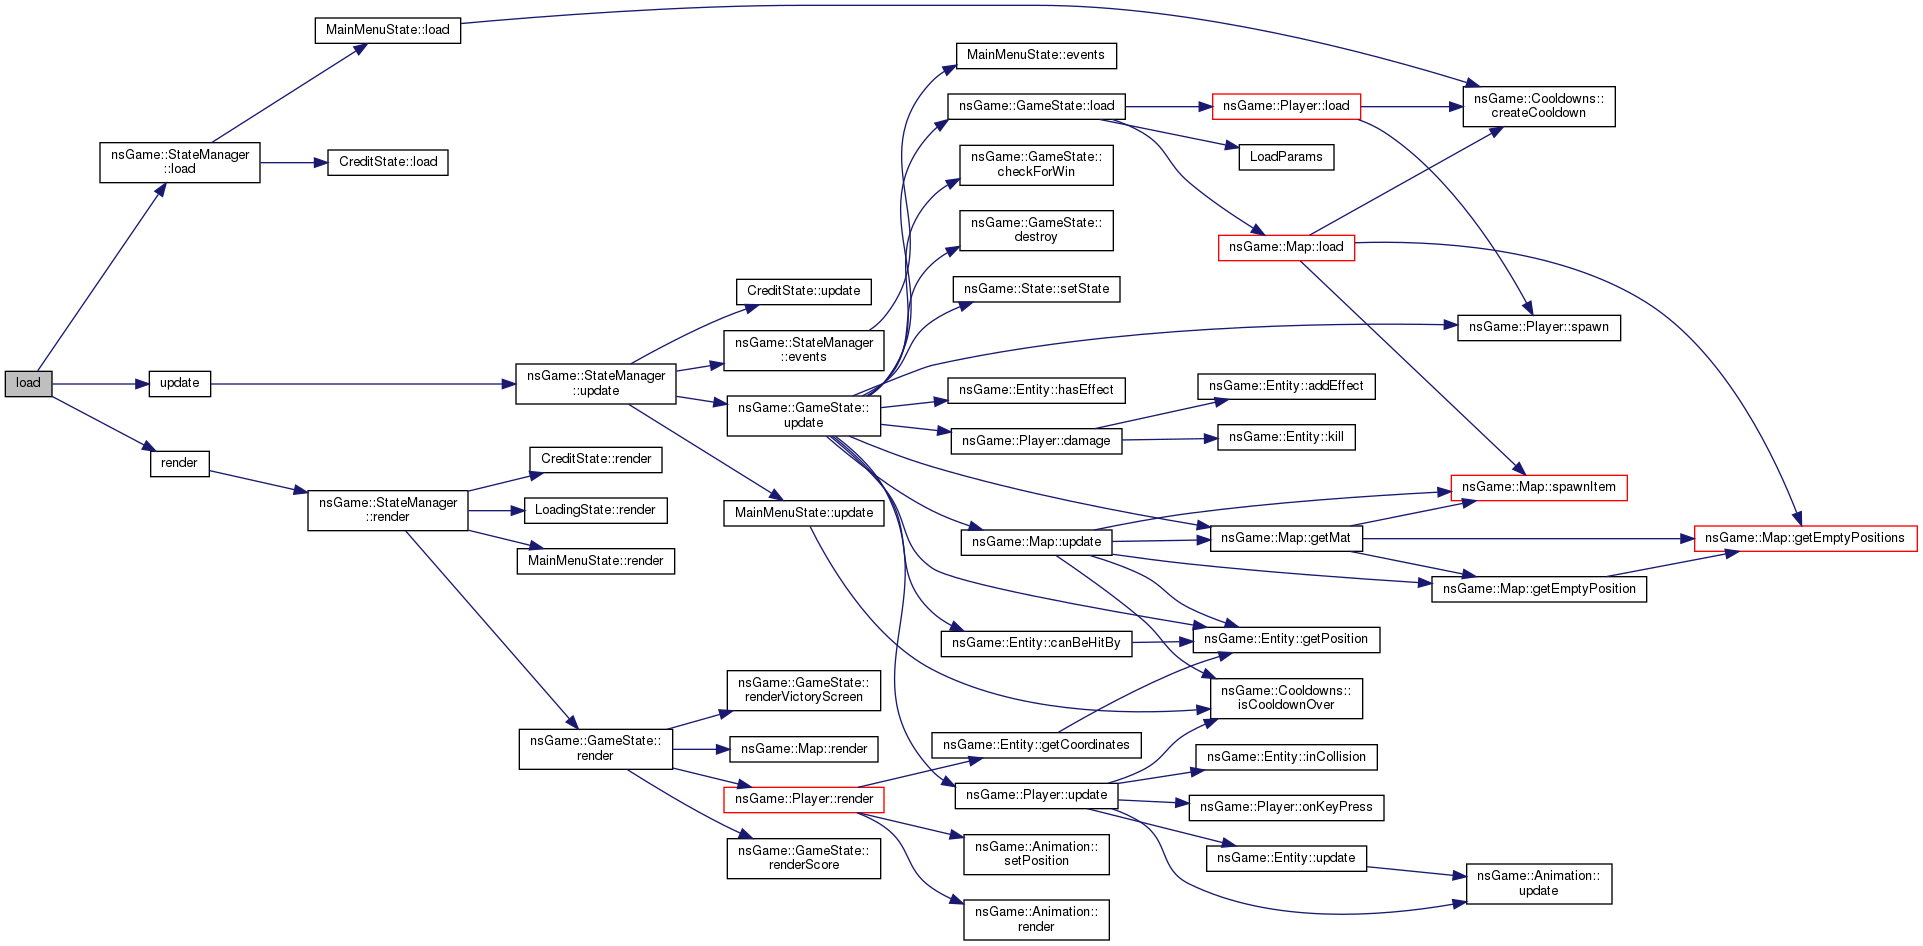 load
nsGame::StateManager
::load
update
render
MainMenuState::load
CreditState::load
nsGame::StateManager
::render
nsGame::StateManager
::update
CreditState::render
LoadingState::render
MainMenuState::render
nsGame::GameState::
render
CreditState::update
nsGame::StateManager
::events
nsGame::GameState::
update
MainMenuState::update
nsGame::GameState::
renderVictoryScreen
nsGame::Map::render
nsGame::Player::render
nsGame::GameState::
renderScore
MainMenuState::events
nsGame::GameState::load
nsGame::GameState::
checkForWin
nsGame::GameState::
destroy
nsGame::State::setState
nsGame::Entity::hasEffect
nsGame::Player::damage
nsGame::Map::update
nsGame::Entity::canBeHitBy
nsGame::Entity::getCoordinates
nsGame::Player::update
nsGame::Animation::
setPosition
nsGame::Animation::
render
nsGame::Player::load
LoadParams
nsGame::Map::load
nsGame::Entity::addEffect
nsGame::Entity::kill
nsGame::Map::getMat
nsGame::Entity::getPosition
nsGame::Cooldowns::
isCooldownOver
nsGame::Entity::inCollision
nsGame::Player::onKeyPress
nsGame::Entity::update
nsGame::Cooldowns::
createCooldown
nsGame::Player::spawn
nsGame::Map::spawnItem
nsGame::Map::getEmptyPosition
nsGame::Animation::
update
nsGame::Map::getEmptyPositions